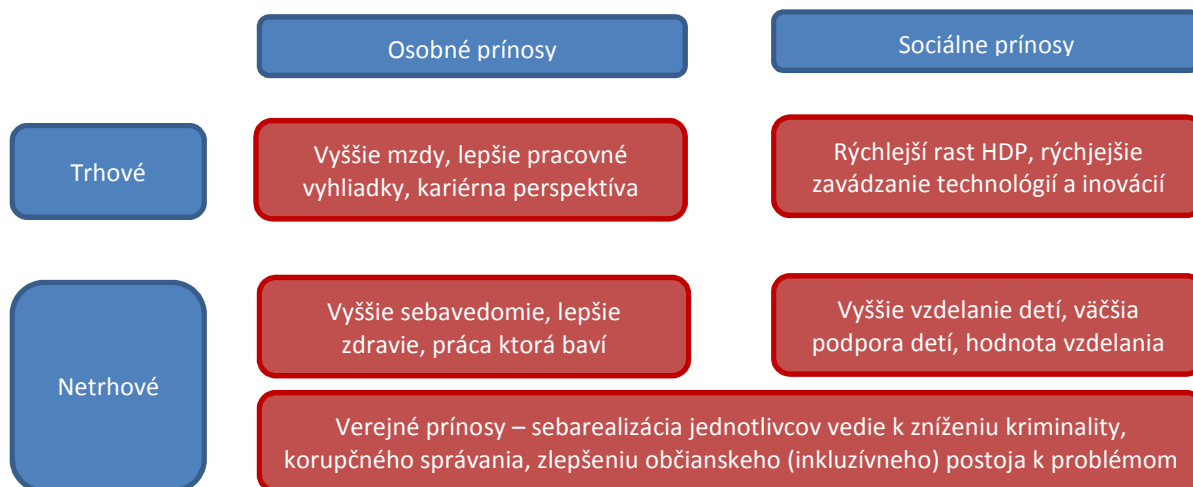 Osobné prínosy
Sociálne prínosy
Trhové
Vyššie mzdy, lepšie pracovné
vyhliadky, kariérna perspektíva
Rýchlejší rast HDP, rýchjejšie
zavádzanie technológií a inovácií
Netrhové
Vyššie sebavedomie, lepšie
zdravie, práca ktorá baví
Vyššie vzdelanie detí, väčšia
podpora detí, hodnota vzdelania
Verejné prínosy – sebarealizácia jednotlivcov vedie k zníženiu kriminality,
korupčného správania, zlepšeniu občianskeho (inkluzívneho) postoja k problémom